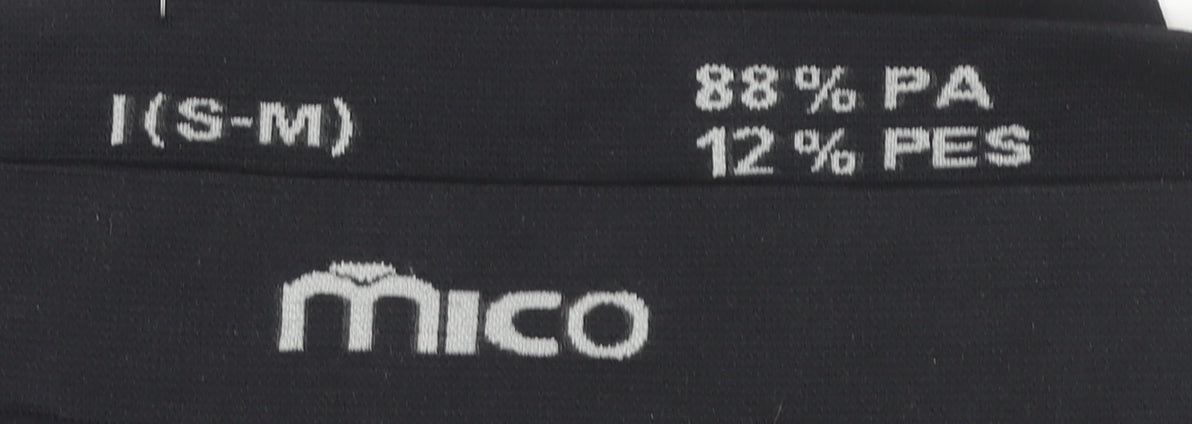 I (S-M)
88% PA
12% PES
mico